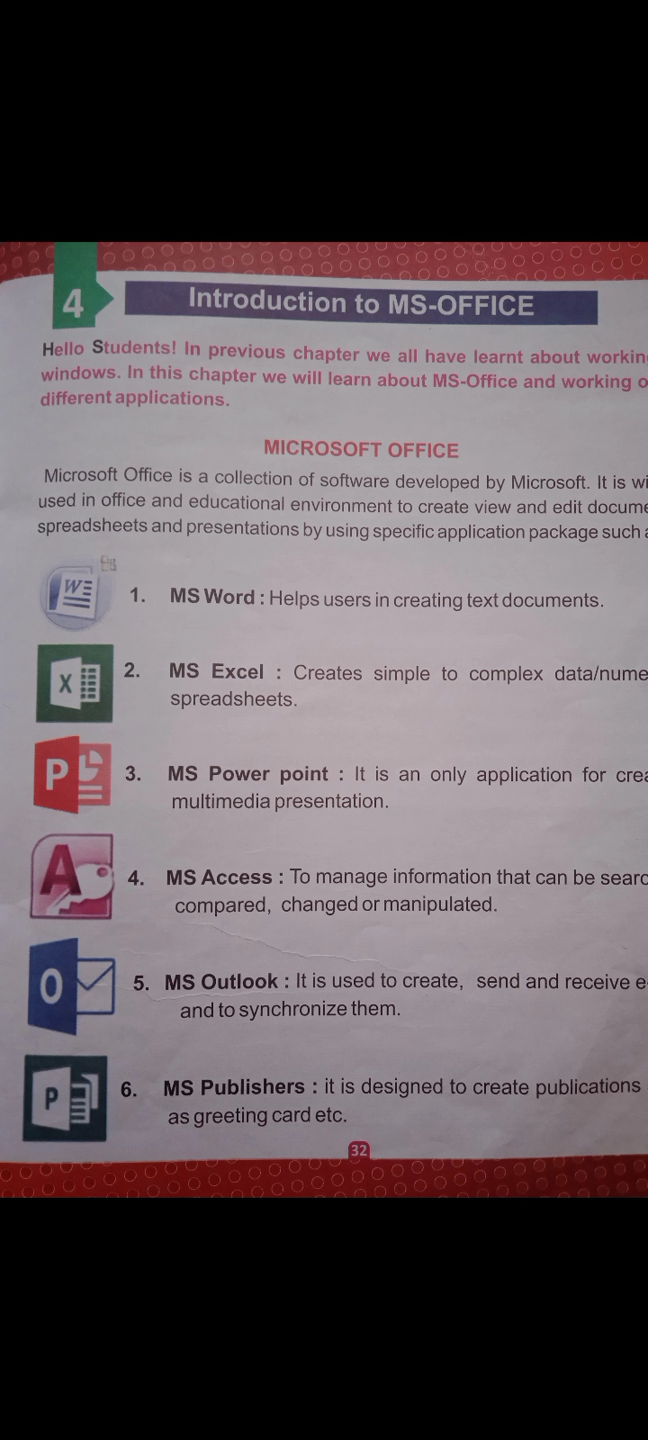 4
Introduction to MS-OFFICE
Hello Students! In previous chapter we all have learnt about workin
windows. In this chapter we will learn about MS-Office and working o
different applications.
MICROSOFT OFFICE
Microsoft Office is a collection of software developed by Microsoft. It is wi
used in office and educational environment to create view and edit docume
spreadsheets and presentations by using specific application package such a
W
1. MS Word : Helps users in creating text documents.
X
2. MS Excel : Creates simple to complex data/nume
spreadsheets.
P
3. MS Power point : It is an only application for crea
multimedia presentation.
A
4. MS Access : To manage information that can be searc
compared, changed or manipulated.
O
5. MS Outlook : It is used to create, send and receive e-
and to synchronize them.
P
6. MS Publishers : it is designed to create publications
as greeting card etc.
32